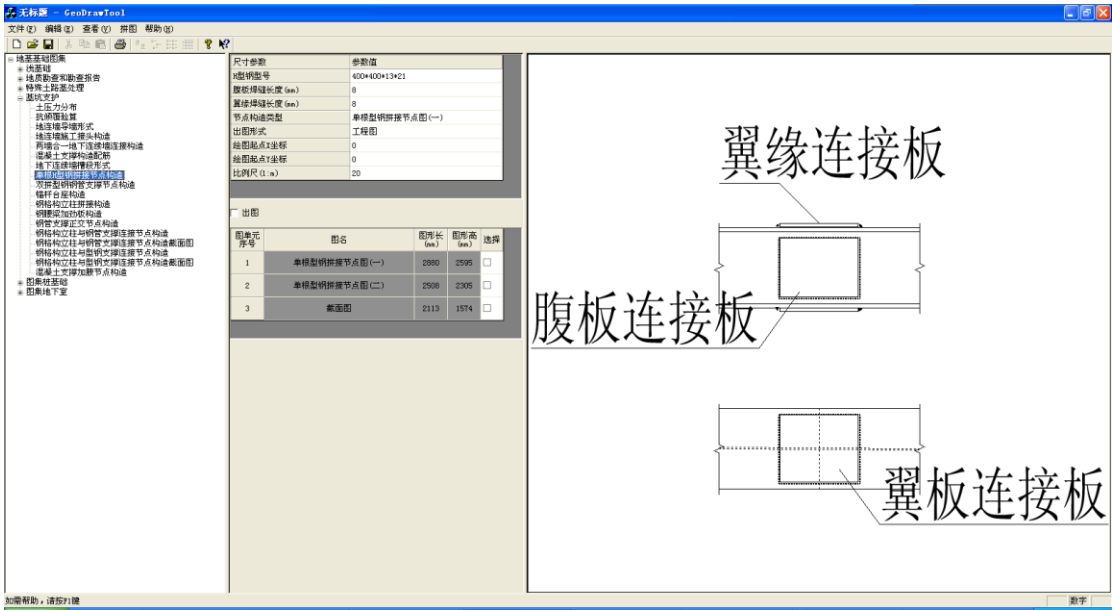 无标题 - GeoDrawTool
文件(F) 编辑(E) 查看(V) 拼图 帮助(H)
地基基础图集
浅基础
地质勘查和勘查报告
特殊土路基处理
基坑支护
土压力分布
抗倾覆验算
地连墙导墙形式
地连墙施工接头构造
两墙合一地下连续墙连接构造
混凝土支撑构造配筋
地下连续墙槽段形式
单根H型钢拼接节点构造
双拼型钢钢管支撑节点构造
锚杆台座构造
钢格构立柱拼接构造
钢腰梁加劲板构造
钢管支撑正交节点构造
钢格构立柱与钢管支撑连接节点构造
钢格构立柱与钢管支撑连接节点构造截面图
钢格构立柱与型钢支撑连接节点构造
钢格构立柱与型钢支撑连接节点构造截面图
混凝土支撑加腋节点构造
图集桩基础
图集地下室
尺寸参数 参数值
H型钢型号 400*400*13*21
腹板焊缝长度(mm) 8
翼缘焊缝长度(mm) 8
节点构造类型 单根型钢拼接节点图(一)
出图形式 工程图
绘图起点X坐标 0
绘图起点Y坐标 0
比例尺(1:m) 20
出图
图单元序号 图名 图形长(mm) 图形高(mm) 选择
1 单根型钢拼接节点图(一) 2880 2595
2 单根型钢拼接节点图(二) 2508 2305
3 截面图 2113 1574
翼缘连接板
腹板连接板
翼板连接板
如需帮助，请按F1键
数字